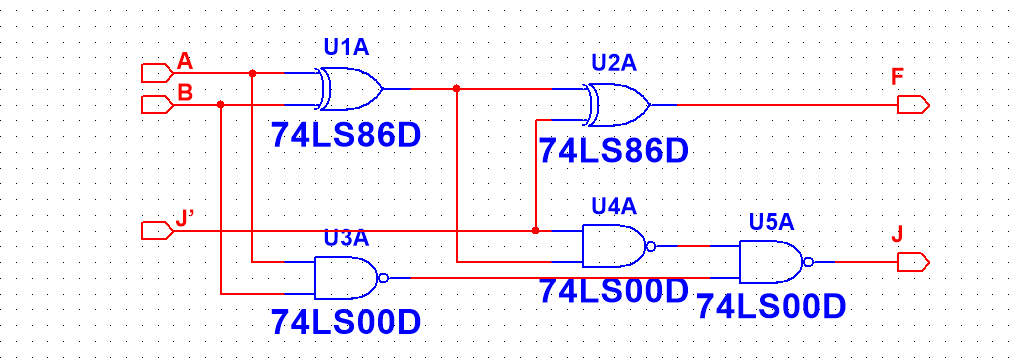 U1A
A
U2A
F
B
74LS86D
74LS86D
J’
U4A
U5A
U3A
J
74LS00D
74LS00D
74LS00D